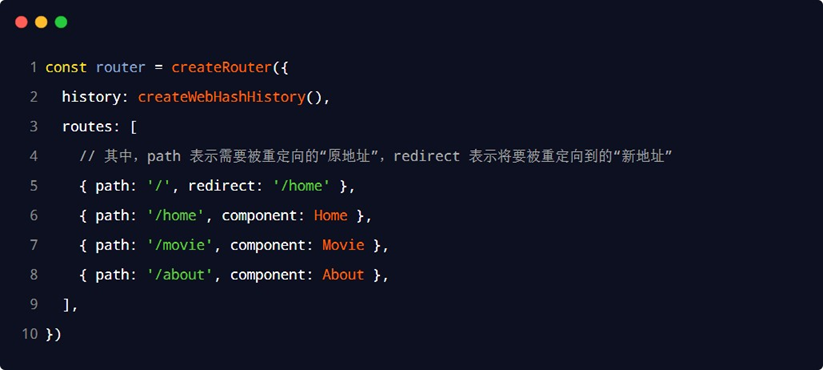 1 const router = createRouter({
2   history: createWebHashHistory(),
3   routes: [
4     // 其中，path 表示需要被重定向的“原地址”，redirect 表示将要被重定向到的“新地址”
5     { path: '/', redirect: '/home' },
6     { path: '/home', component: Home },
7     { path: '/movie', component: Movie },
8     { path: '/about', component: About },
9   ],
10 })